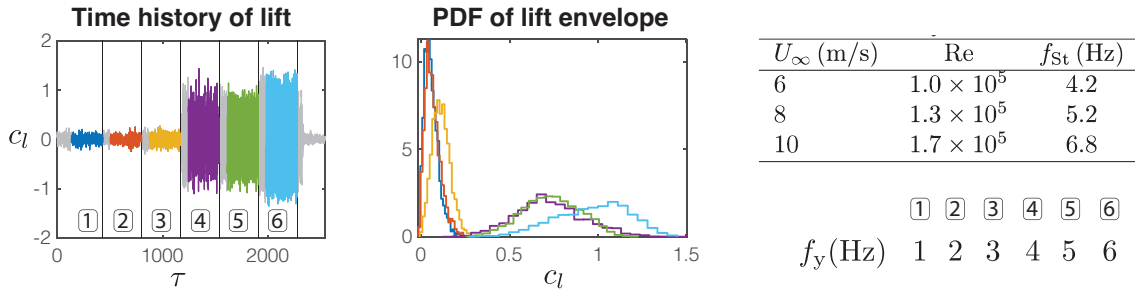 Time history of lift
2
1
0
-1
-2
c_l
1 2 3 4 5 6
0 1000 2000
τ
PDF of lift envelope
10
5
0
0 0.5 1 1.5
c_l
U_∞ (m/s) Re f_St (Hz)
6 1.0 × 10^5 4.2
8 1.3 × 10^5 5.2
10 1.7 × 10^5 6.8
1 2 3 4 5 6
f_y(Hz) 1 2 3 4 5 6